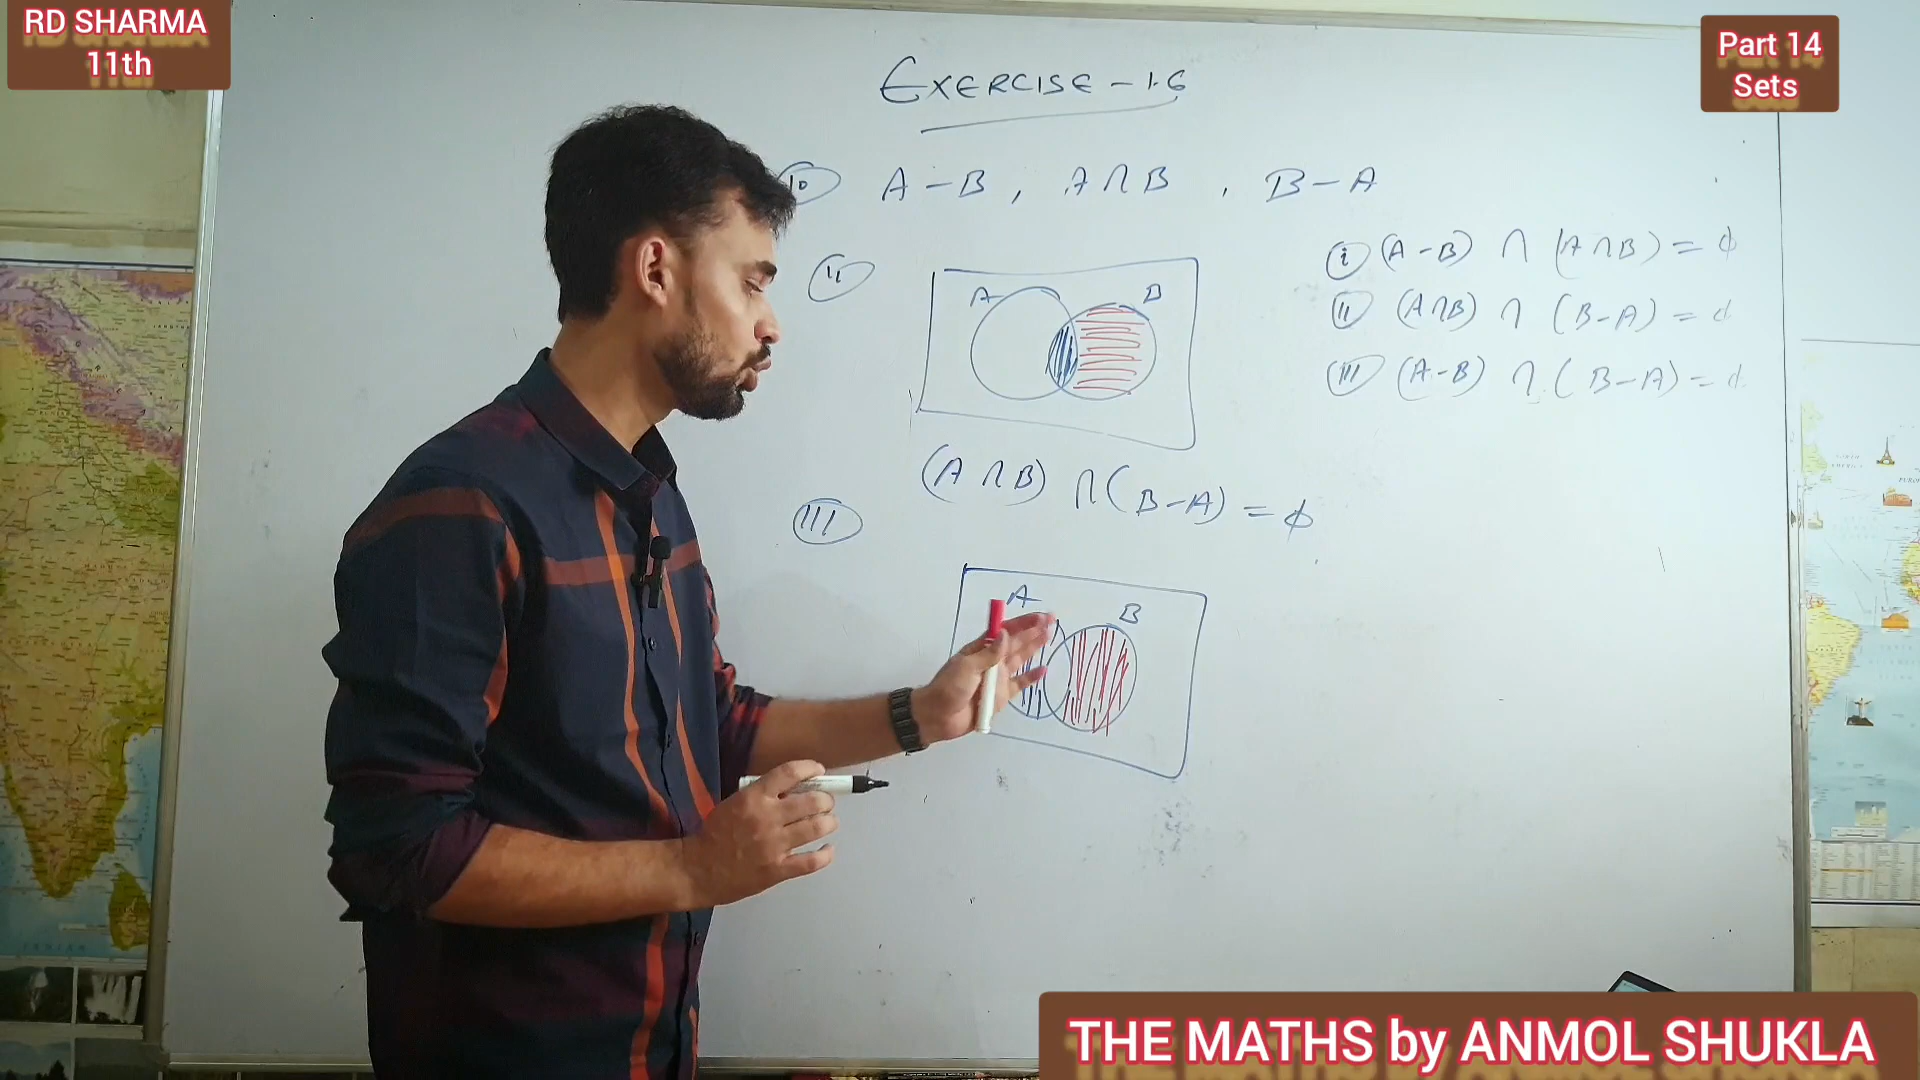 RD SHARMA
11th
Part 14
Sets
EXERCISE - 1.6
10 A - B , A ∩ B , B - A
(i) (A - B) ∩ (A ∩ B) = ϕ
(ii) (A ∩ B) ∩ (B - A) = ϕ
(iii) (A - B) ∩ (B - A) = ϕ
(ii)
A B
(A ∩ B) ∩ (B - A) = ϕ
(iii)
A B
THE MATHS by ANMOL SHUKLA